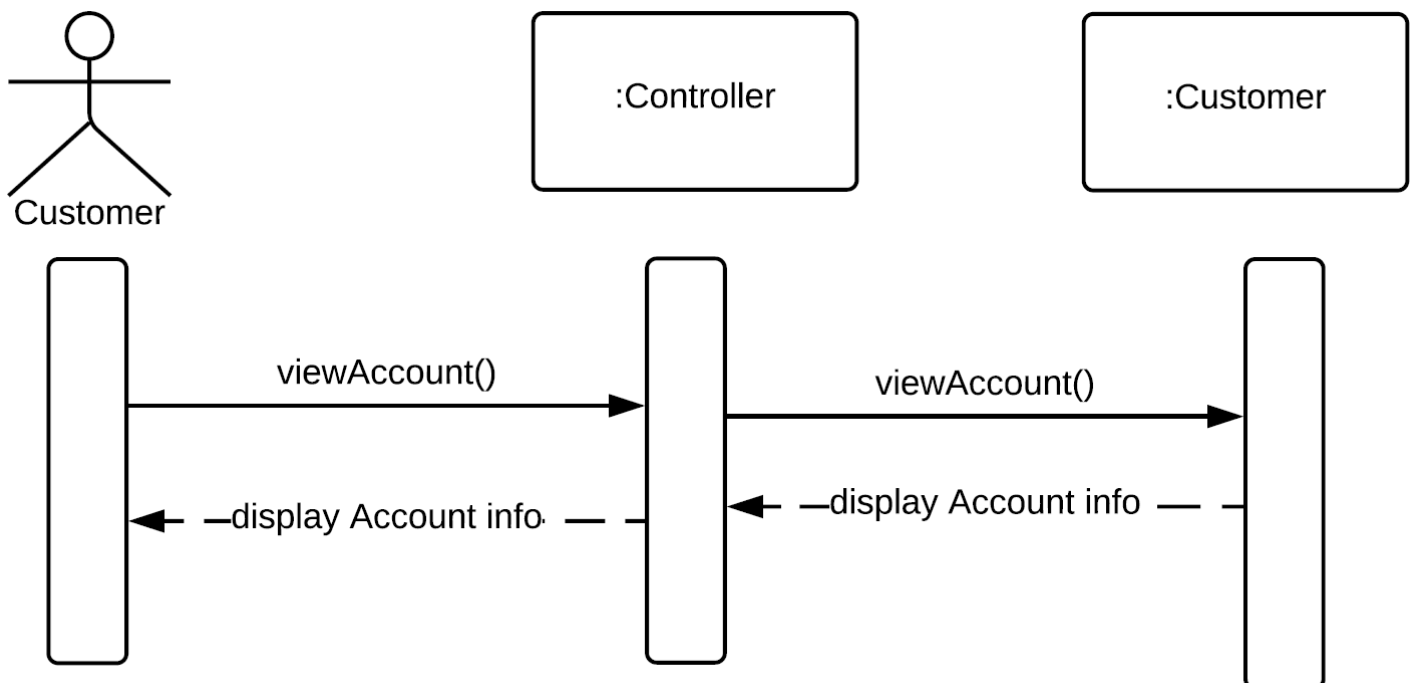 :Controller
:Customer
Customer
viewAccount()
viewAccount()
display Account info
display Account info